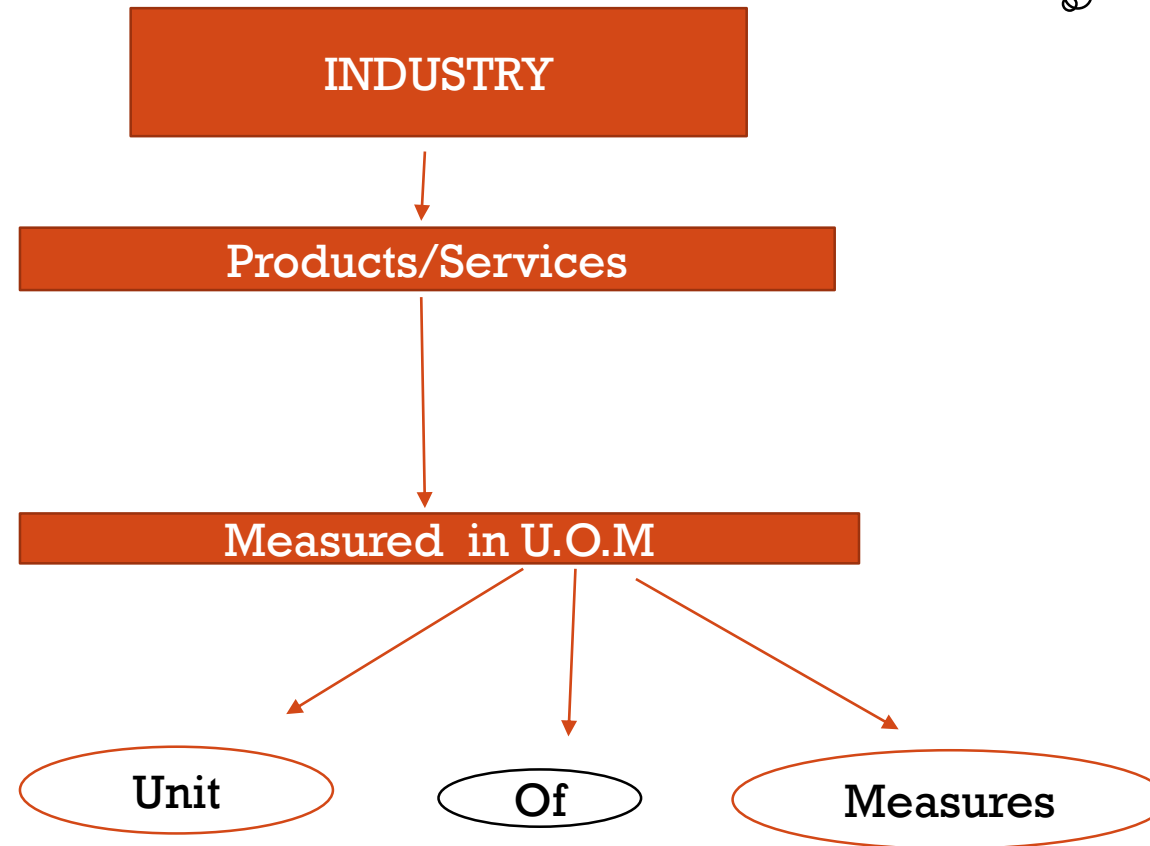 INDUSTRY
Products/Services
Measured in U.O.M
Unit
Of
Measures